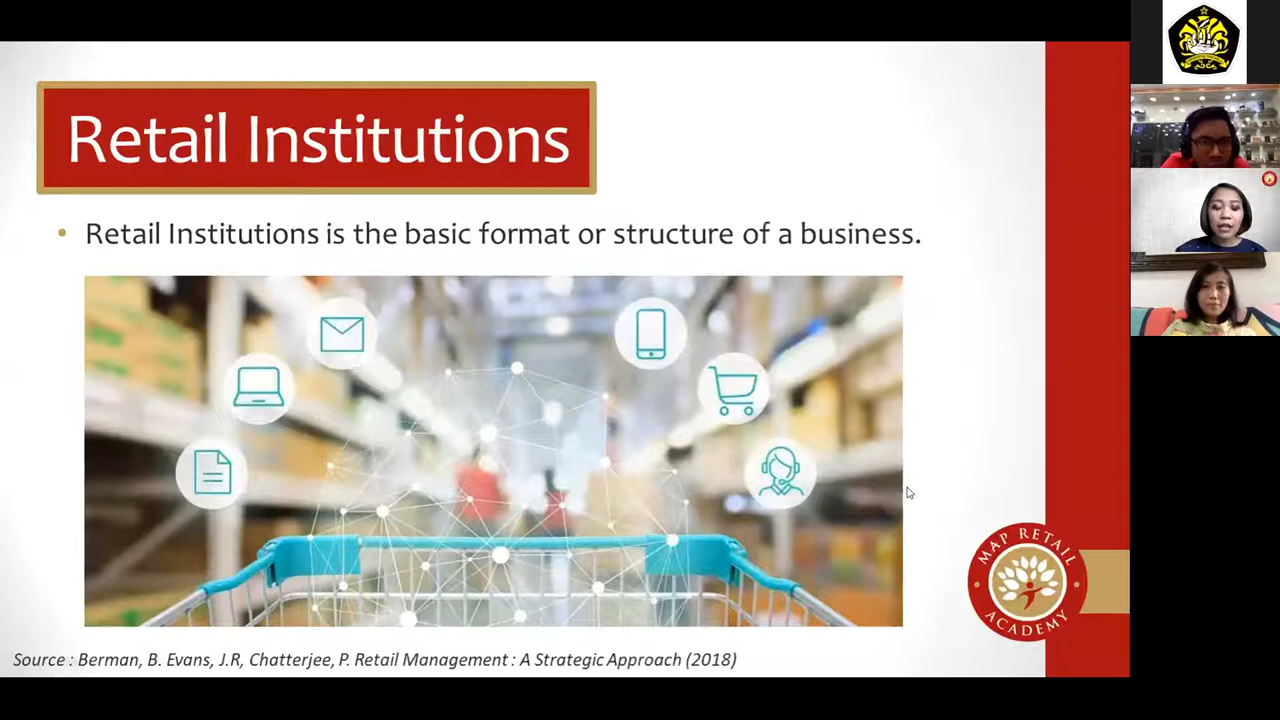 Retail Institutions
• Retail Institutions is the basic format or structure of a business.
MAP RETAIL
ACADEMY
Source : Berman, B. Evans, J.R, Chatterjee, P. Retail Management : A Strategic Approach (2018)